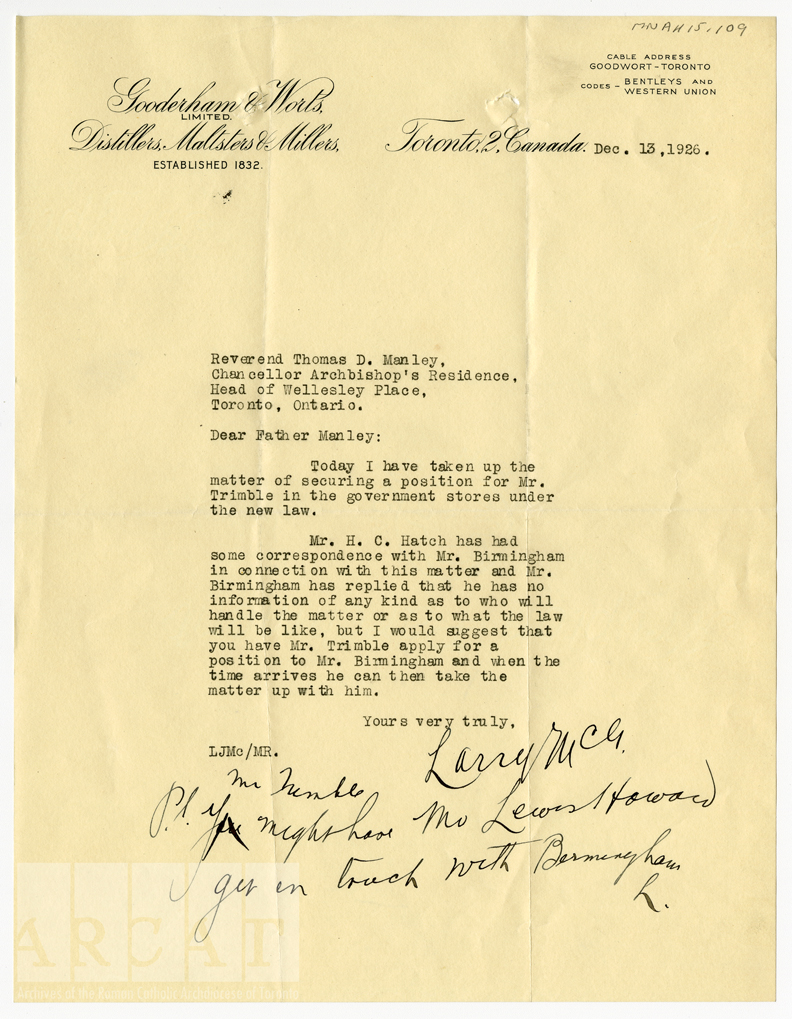 MN AH15.109
CABLE ADDRESS
GOODWORT-TORONTO
CODES - BENTLEYS AND
WESTERN UNION
Gooderham & Worts,
LIMITED.
Distillers, Maltsters & Millers,
ESTABLISHED 1832.
Toronto, 2, Canada. Dec. 13, 1926.
Reverend Thomas D. Manley,
Chancellor Archbishop's Residence,
Head of Wellesley Place,
Toronto, Ontario.
Dear Father Manley:
Today I have taken up the
matter of securing a position for Mr.
Trimble in the government stores under
the new law.
Mr. H. C. Hatch has had
some correspondence with Mr. Birmingham
in connection with this matter and Mr.
Birmingham has replied that he has no
information of any kind as to who will
handle the matter or as to what the law
will be like, but I would suggest that
you have Mr. Trimble apply for a
position to Mr. Birmingham and when the
time arrives he can then take the
matter up with him.
Yours very truly,
LJMc/MR.
Larry McG.
Mr Trimble
P.S. You might have Mr Lewis Howard
get in touch with Bermingham
L.
ARCAT
Archives of the Roman Catholic Archdiocese of Toronto